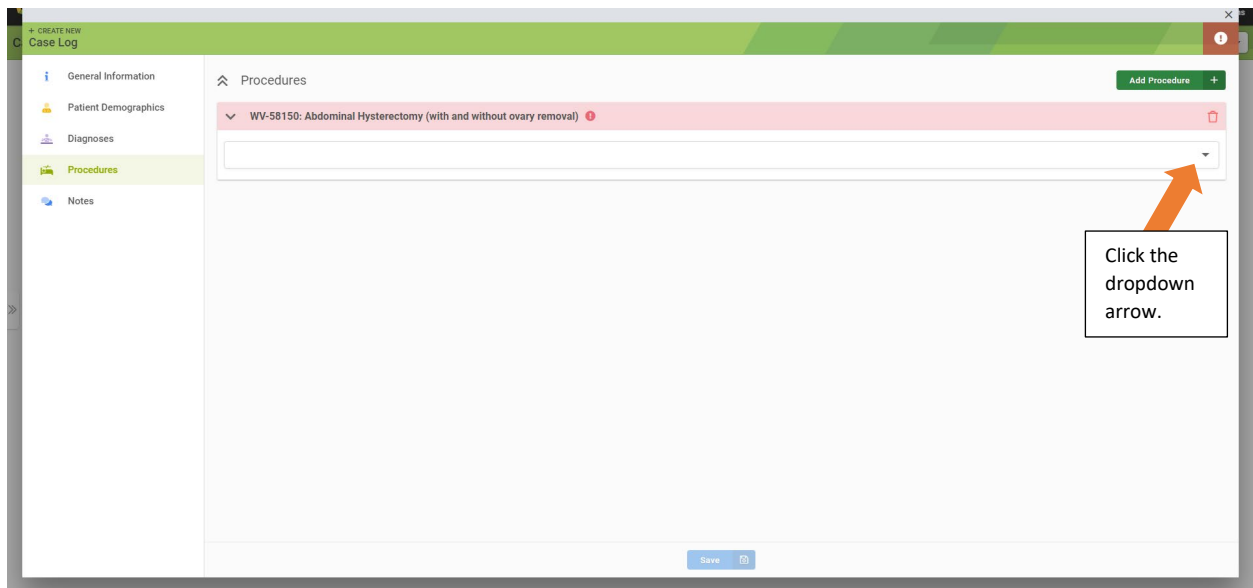 + CREATE NEW
Case Log
General Information
Patient Demographics
Diagnoses
Procedures
Notes
Procedures
Add Procedure +
WV-58150: Abdominal Hysterectomy (with and without ovary removal)
Click the
dropdown
arrow.
Save